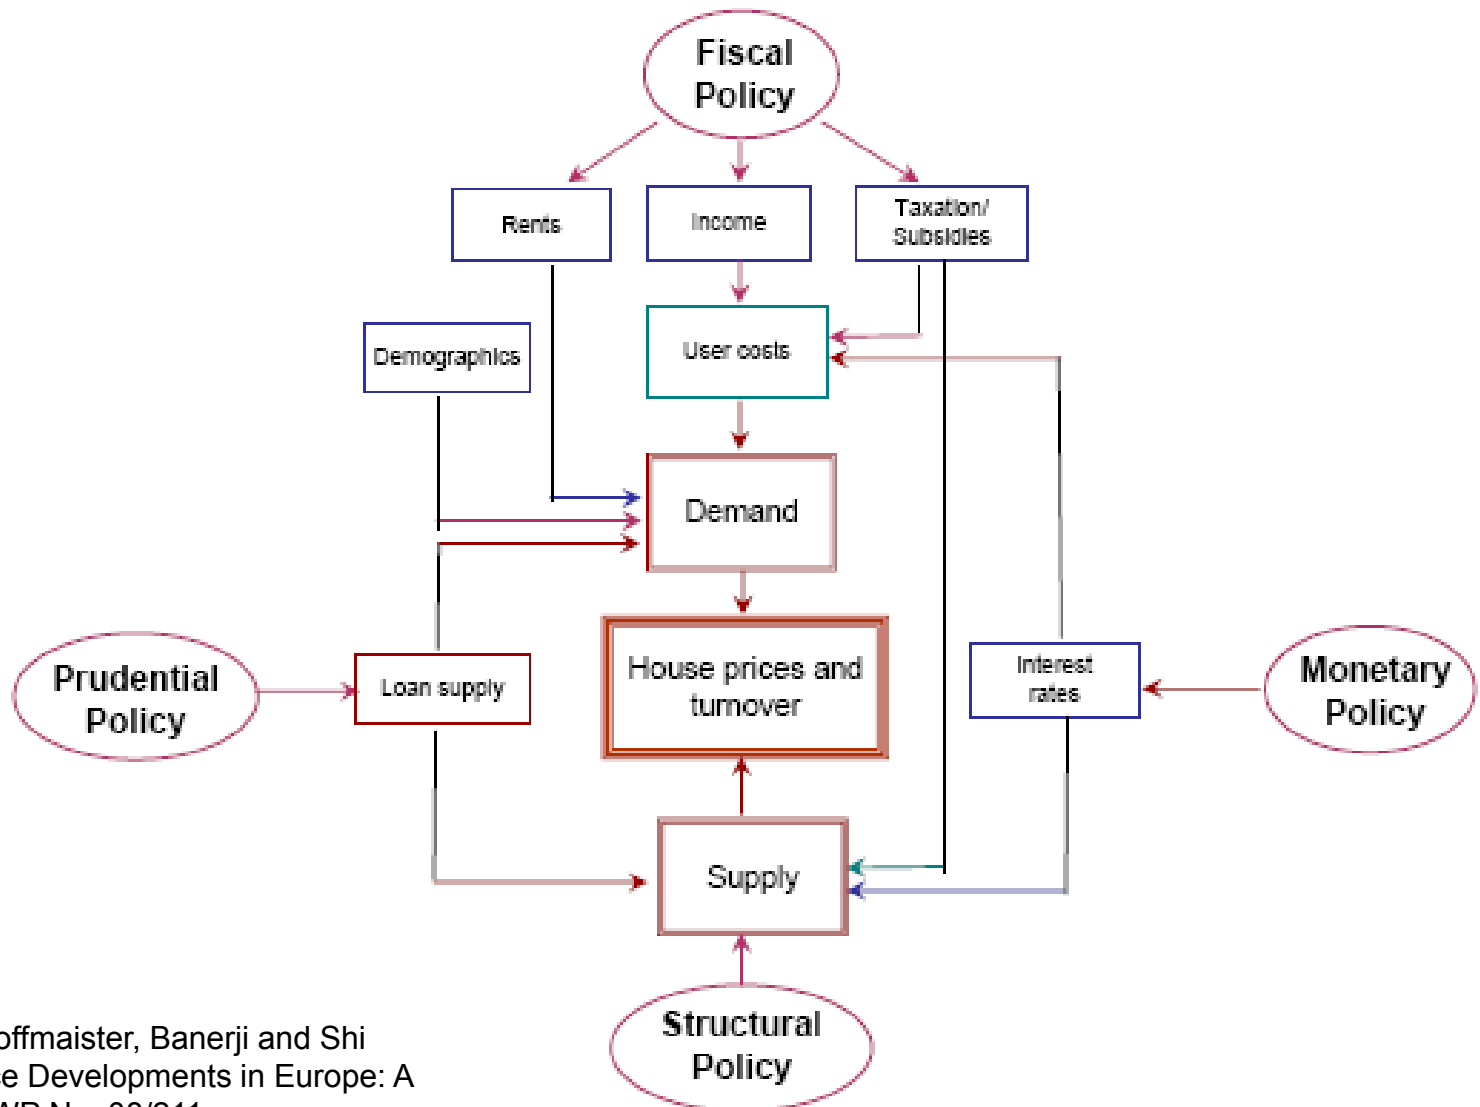 Fiscal
Policy
Rents
Income
Taxation/
Subsidies
Demographics
User costs
Demand
Prudential
Policy
Loan supply
House prices and
turnover
Interest
rates
Monetary
Policy
Supply
Structural
Policy
offmaister, Banerji and Shi
ce Developments in Europe: A